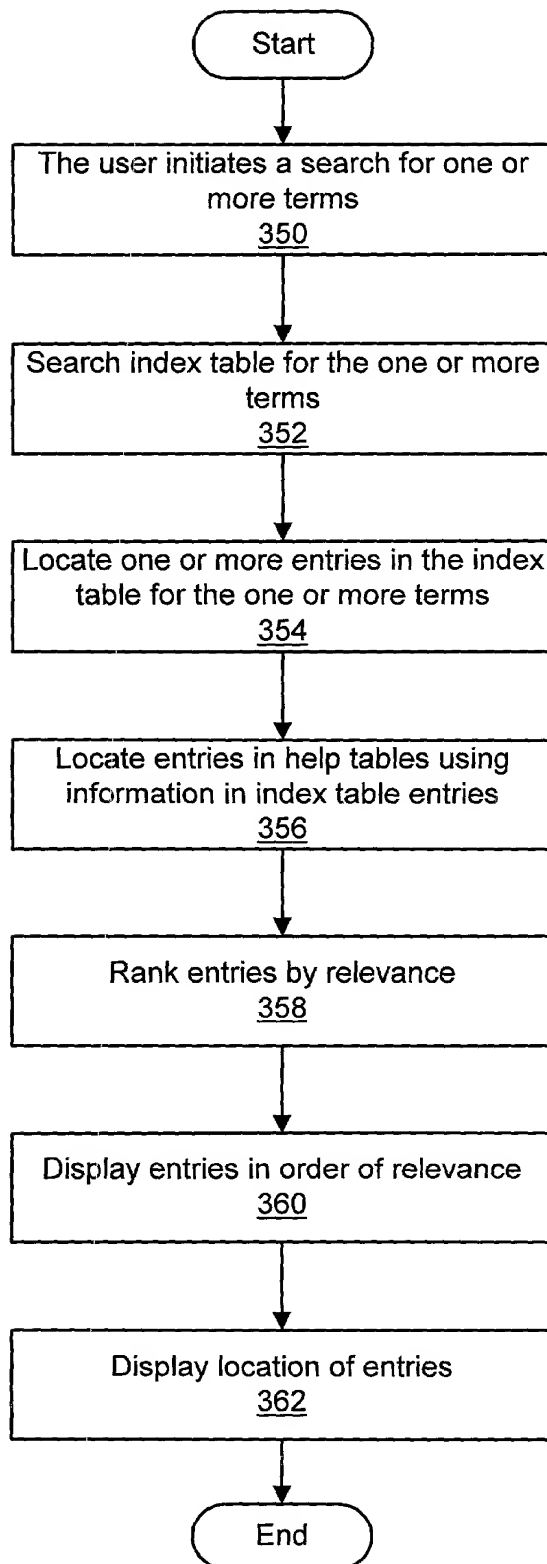 Start
The user initiates a search for one or
more terms
350
Search index table for the one or more
terms
352
Locate one or more entries in the index
table for the one or more terms
354
Locate entries in help tables using
information in index table entries
356
Rank entries by relevance
358
Display entries in order of relevance
360
Display location of entries
362
End